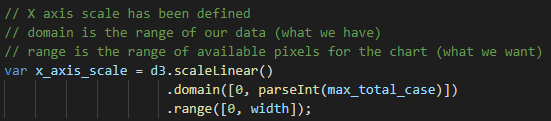 // X axis scale has been defined
// domain is the range of our data (what we have)
// range is the range of available pixels for the chart (what we want)
var x_axis_scale = d3.scaleLinear()
.domain([0, parseInt(max_total_case)])
.range([0, width]);